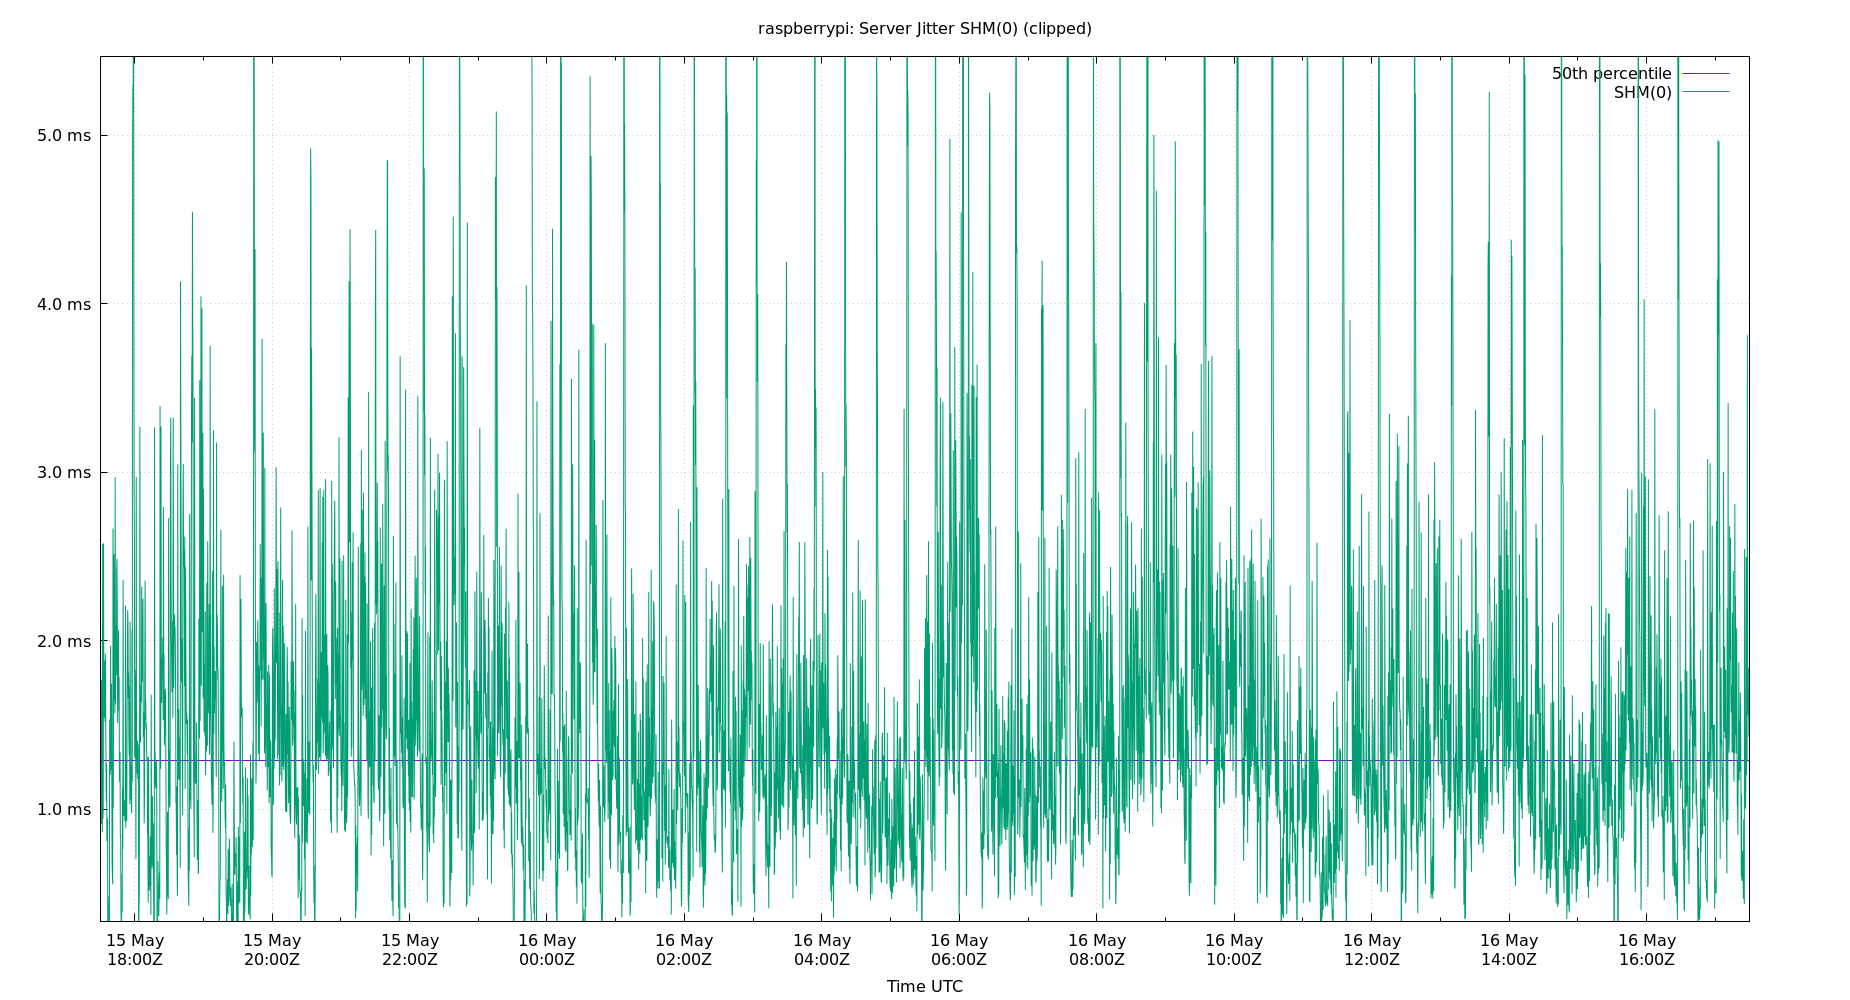 raspberrypi: Server Jitter SHM(0) (clipped)
50th percentile
SHM(0)
5.0 ms
4.0 ms
3.0 ms
2.0 ms
1.0 ms
15 May 15 May 15 May 16 May 16 May 16 May 16 May 16 May 16 May 16 May 16 May 16 May
18:00Z 20:00Z 22:00Z 00:00Z 02:00Z 04:00Z 06:00Z 08:00Z 10:00Z 12:00Z 14:00Z 16:00Z
Time UTC